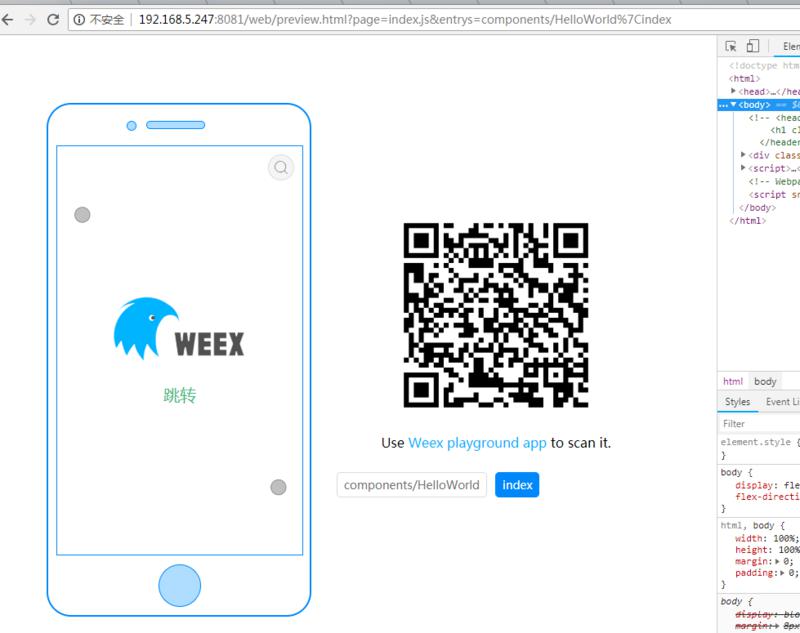 不安全 192.168.5.247:8081/web/preview.html?page=index.js&entrys=components/HelloWorld%7Cindex
WEEX
跳转
Use Weex playground app to scan it.
components/HelloWorld index
<!doctype htm
<html>
<head>…</he
<body> ==
<!-- <head
<h1 cl
</header
<div class
<script>…<
<!-- Webpa
<script sr
</body>
</html>
html body
Styles Event Li
Filter
element.style {
}
body {
display: fle
flex-directi
}
html, body {
width: 100%;
height: 100%
margin: 0;
padding: 0;
}
body {
display: blo
margin: 8px